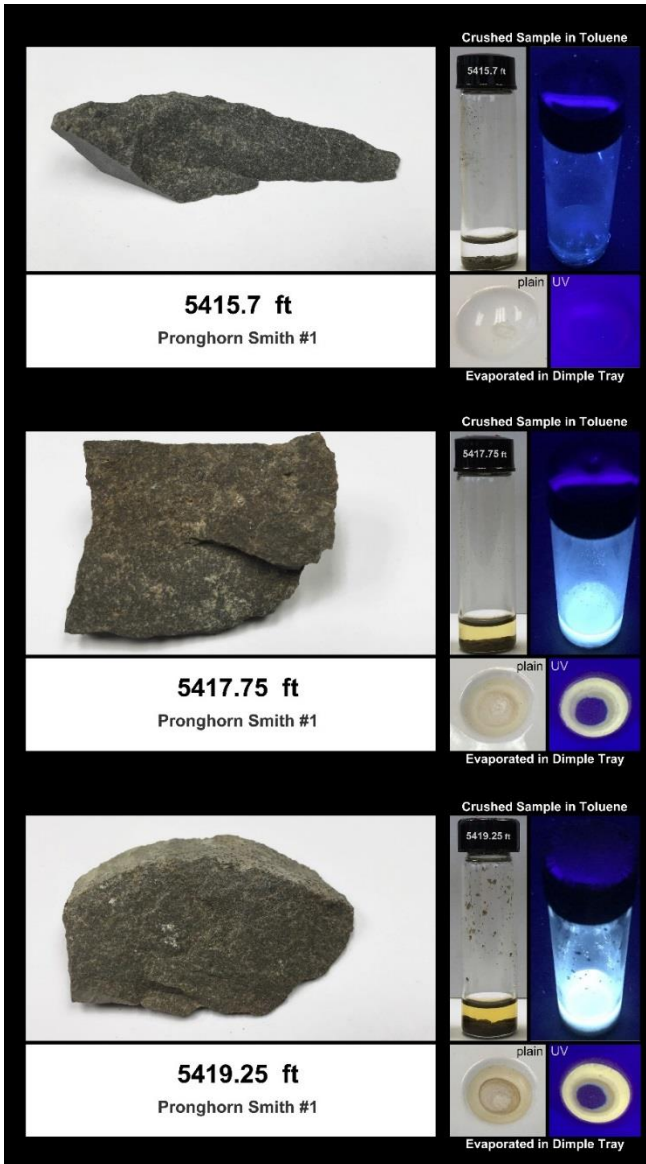 Crushed Sample in Toluene
5415.7 ft
5415.7 ft
Pronghorn Smith #1
plain
UV
Evaporated in Dimple Tray
Crushed Sample in Toluene
5417.75 ft
5417.75 ft
Pronghorn Smith #1
plain
UV
Evaporated in Dimple Tray
Crushed Sample in Toluene
5419.25 ft
5419.25 ft
Pronghorn Smith #1
plain
UV
Evaporated in Dimple Tray